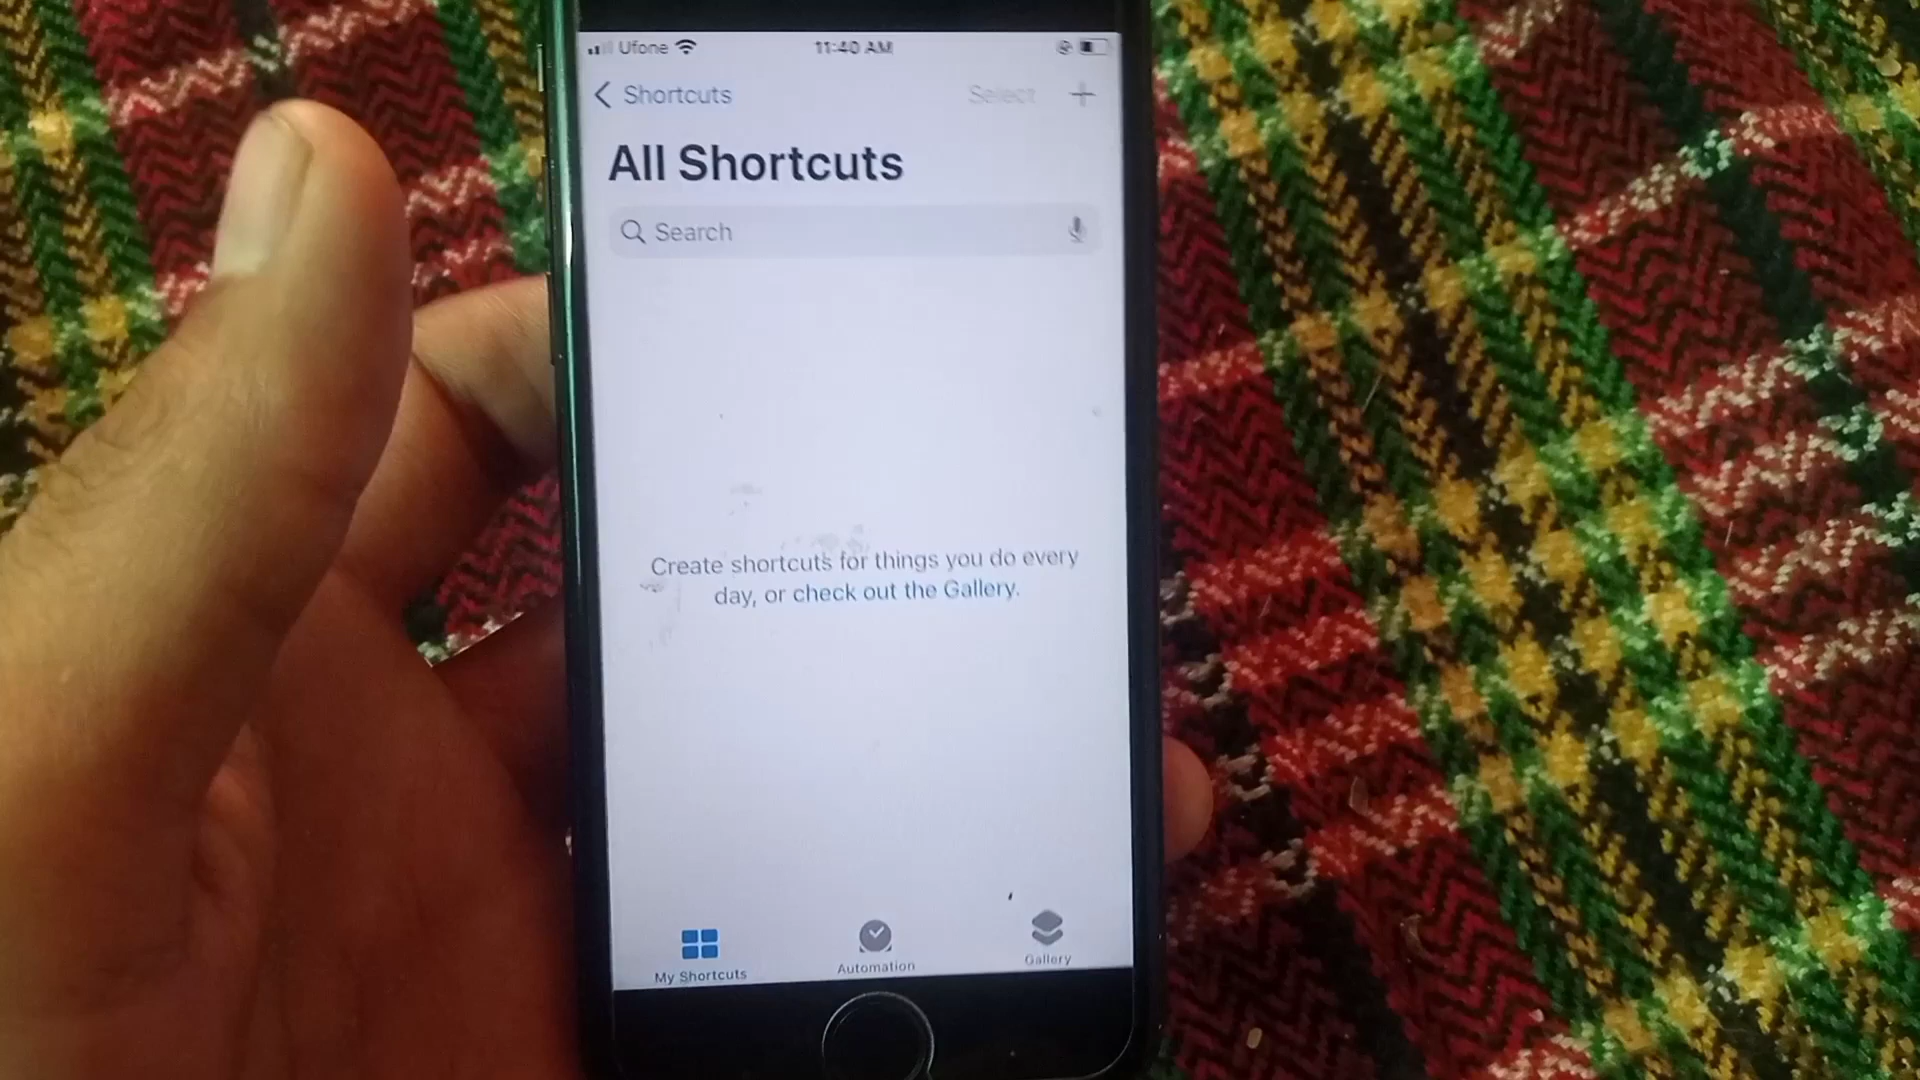 Ufone 11:40 AM
Shortcuts Select
All Shortcuts
Search
Create shortcuts for things you do every
day, or check out the Gallery.
My Shortcuts Automation Gallery